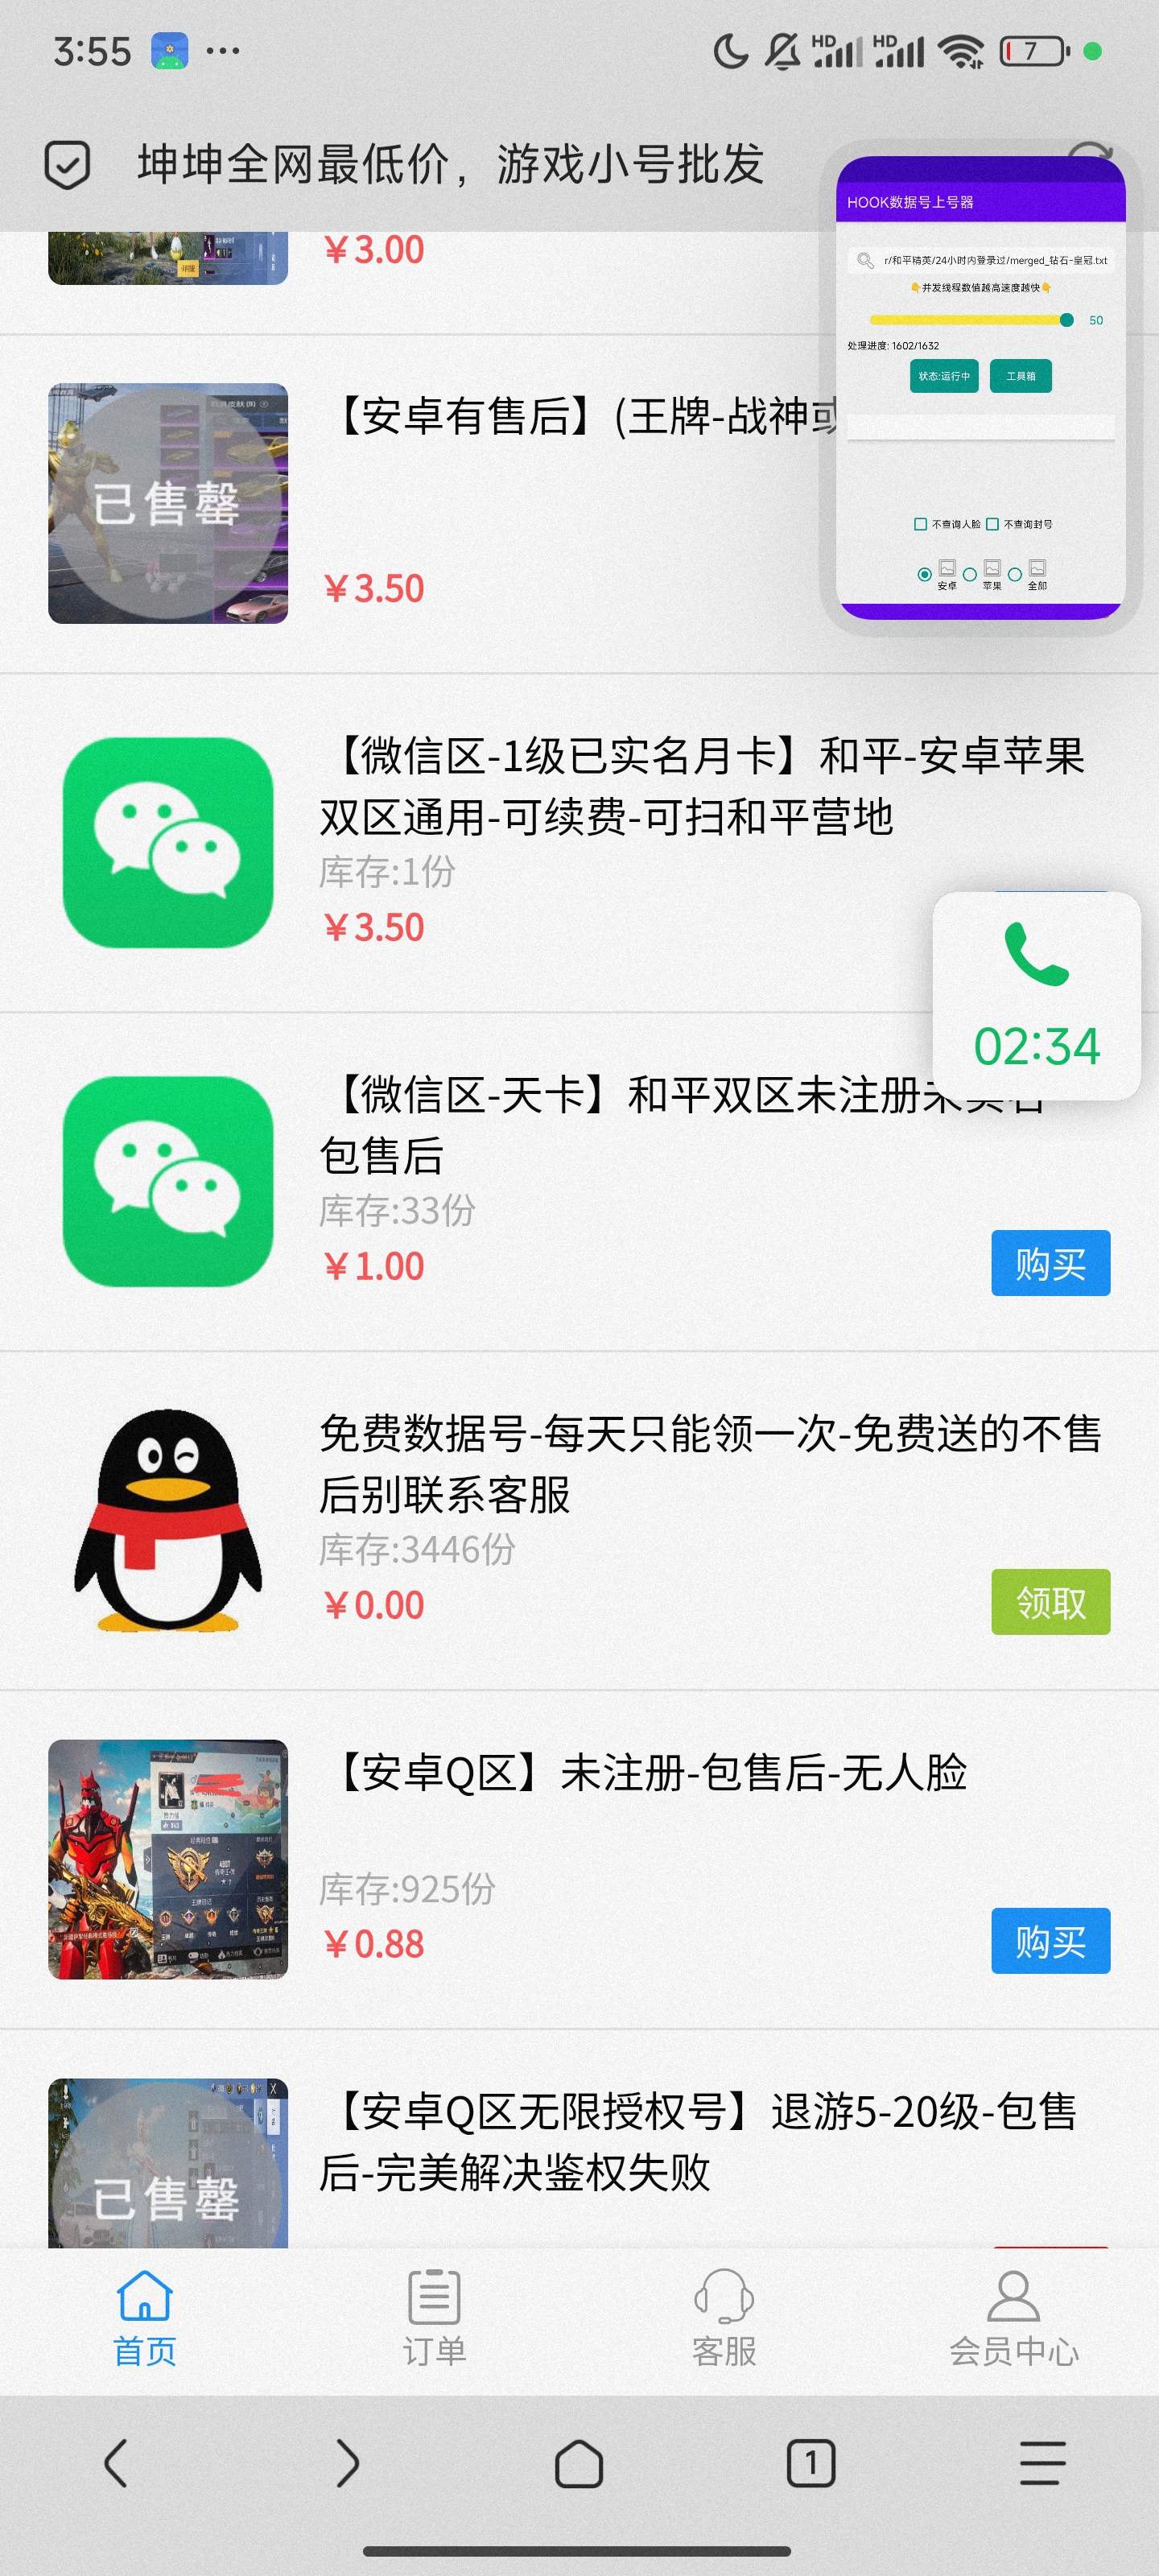 3:55
HD
HD
7
坤坤全网最低价，游戏小号批发
HOOK数据号上号器
r/和平精英/24小时内登录过/merged_钻石-皇冠.txt
👇并发线程数值越高速度越快👇
50
处理进度: 1602/1632
状态:运行中
工具箱
不查询人脸
不查询封号
安卓
苹果
全部
¥3.00
【安卓有售后】(王牌-战神
已售罄
¥3.50
【微信区-1级已实名月卡】和平-安卓苹果
双区通用-可续费-可扫和平营地
库存:1份
¥3.50
02:34
【微信区-天卡】和平双区未注册未实名
包售后
库存:33份
¥1.00
购买
免费数据号-每天只能领一次-免费送的不售
后别联系客服
库存:3446份
¥0.00
领取
【安卓Q区】未注册-包售后-无人脸
库存:925份
¥0.88
购买
【安卓Q区无限授权号】退游5-20级-包售
后-完美解决鉴权失败
已售罄
首页
订单
客服
会员中心
1